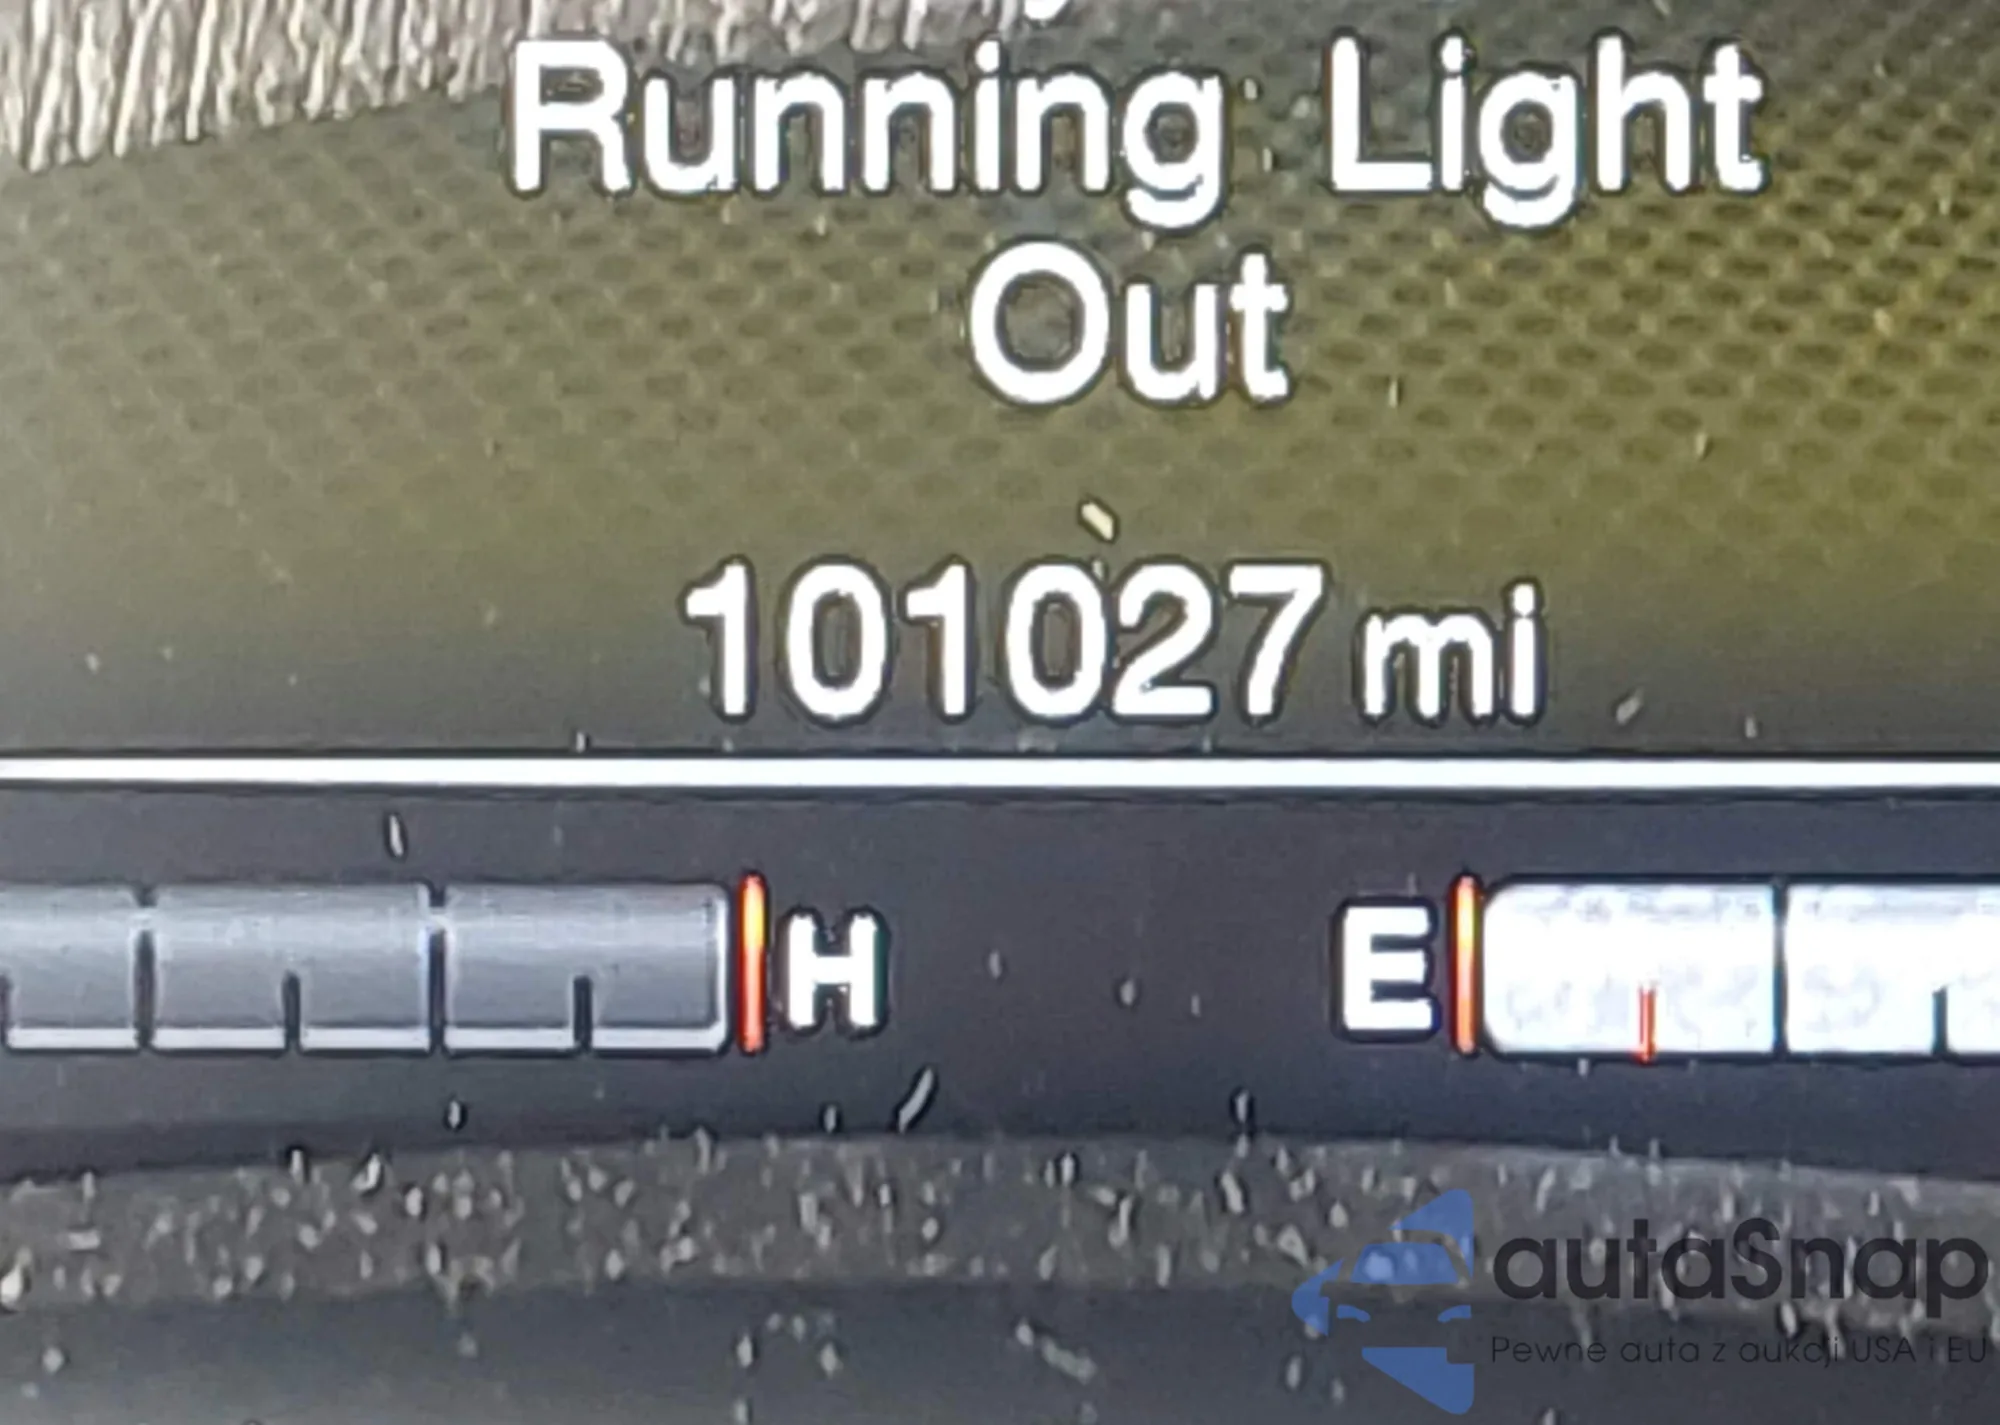 Running Light
Out
101027 mi
H
E
autaSnap
Pewne auta z aukcji USA i EU